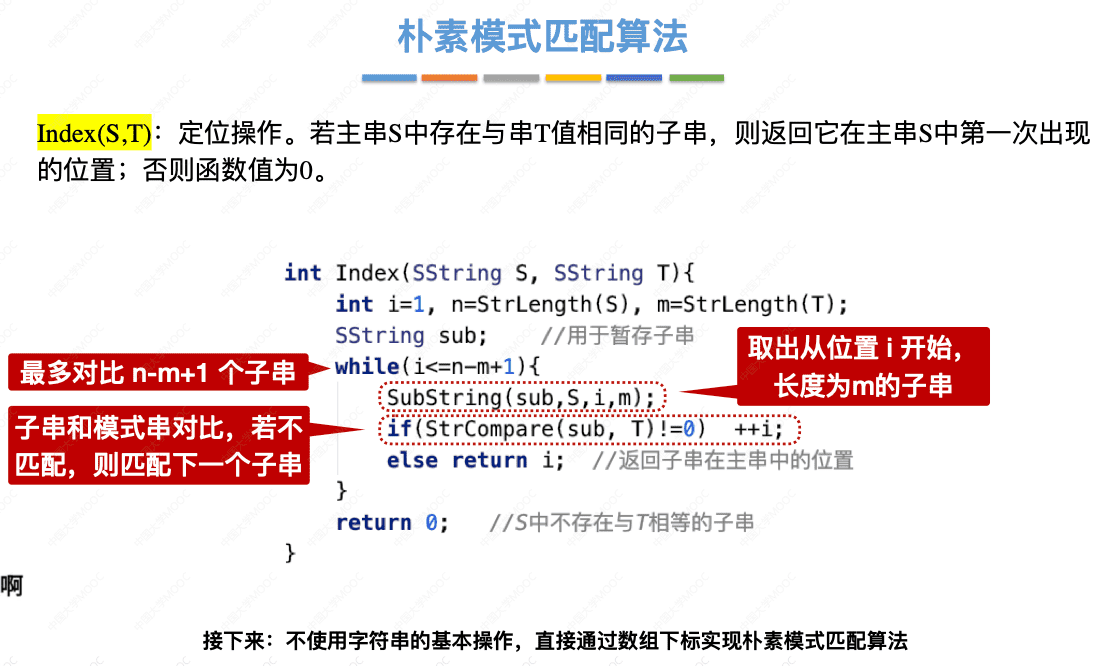 朴素模式匹配算法
Index(S,T)：定位操作。若主串S中存在与串T值相同的子串，则返回它在主串S中第一次出现
的位置；否则函数值为0。
int Index(SString S, SString T){
int i=1, n=StrLength(S), m=StrLength(T);
SString sub; //用于暂存子串
取出从位置 i 开始，
长度为m的子串
最多对比 n-m+1 个子串
while(i<=n-m+1){
SubString(sub,S,i,m);
子串和模式串对比，若不
匹配，则匹配下一个子串
if(StrCompare(sub, T)!=0) ++i;
else return i; //返回子串在主串中的位置
}
return 0; //S中不存在与T相等的子串
}
啊
接下来：不使用字符串的基本操作，直接通过数组下标实现朴素模式匹配算法